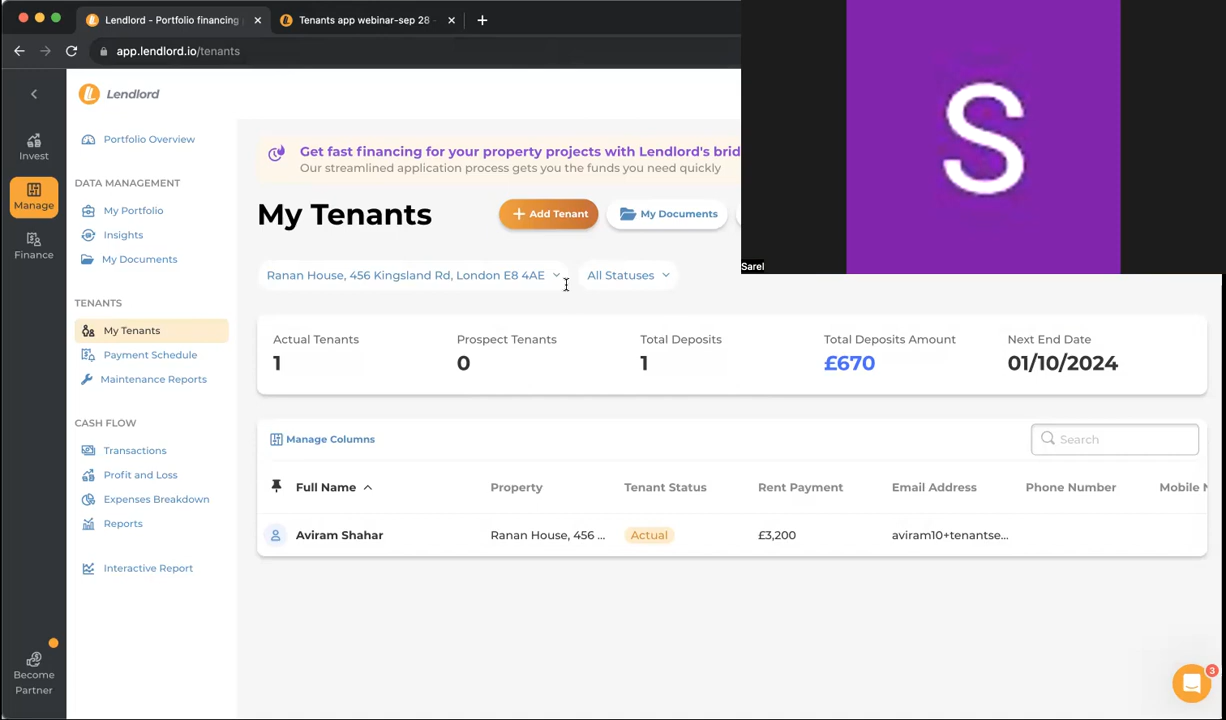 Lendlord - Portfolio financing
Tenants app webinar-sep 28 -
app.lendlord.io/tenants
S
Sarel
Invest
Manage
Finance
Become
Partner
Lendlord
Portfolio Overview
DATA MANAGEMENT
My Portfolio
Insights
My Documents
TENANTS
My Tenants
Payment Schedule
Maintenance Reports
CASH FLOW
Transactions
Profit and Loss
Expenses Breakdown
Reports
Interactive Report
Get fast financing for your property projects with Lendlord's brid
Our streamlined application process gets you the funds you need quickly
My Tenants
+ Add Tenant
My Documents
Ranan House, 456 Kingsland Rd, London E8 4AE
All Statuses
Actual Tenants Prospect Tenants Total Deposits Total Deposits Amount Next End Date
1 0 1 £670 01/10/2024
Manage Columns
Search
Full Name Property Tenant Status Rent Payment Email Address Phone Number Mobile N
Aviram Shahar Ranan House, 456 ... Actual £3,200 aviram10+tenantse...
3